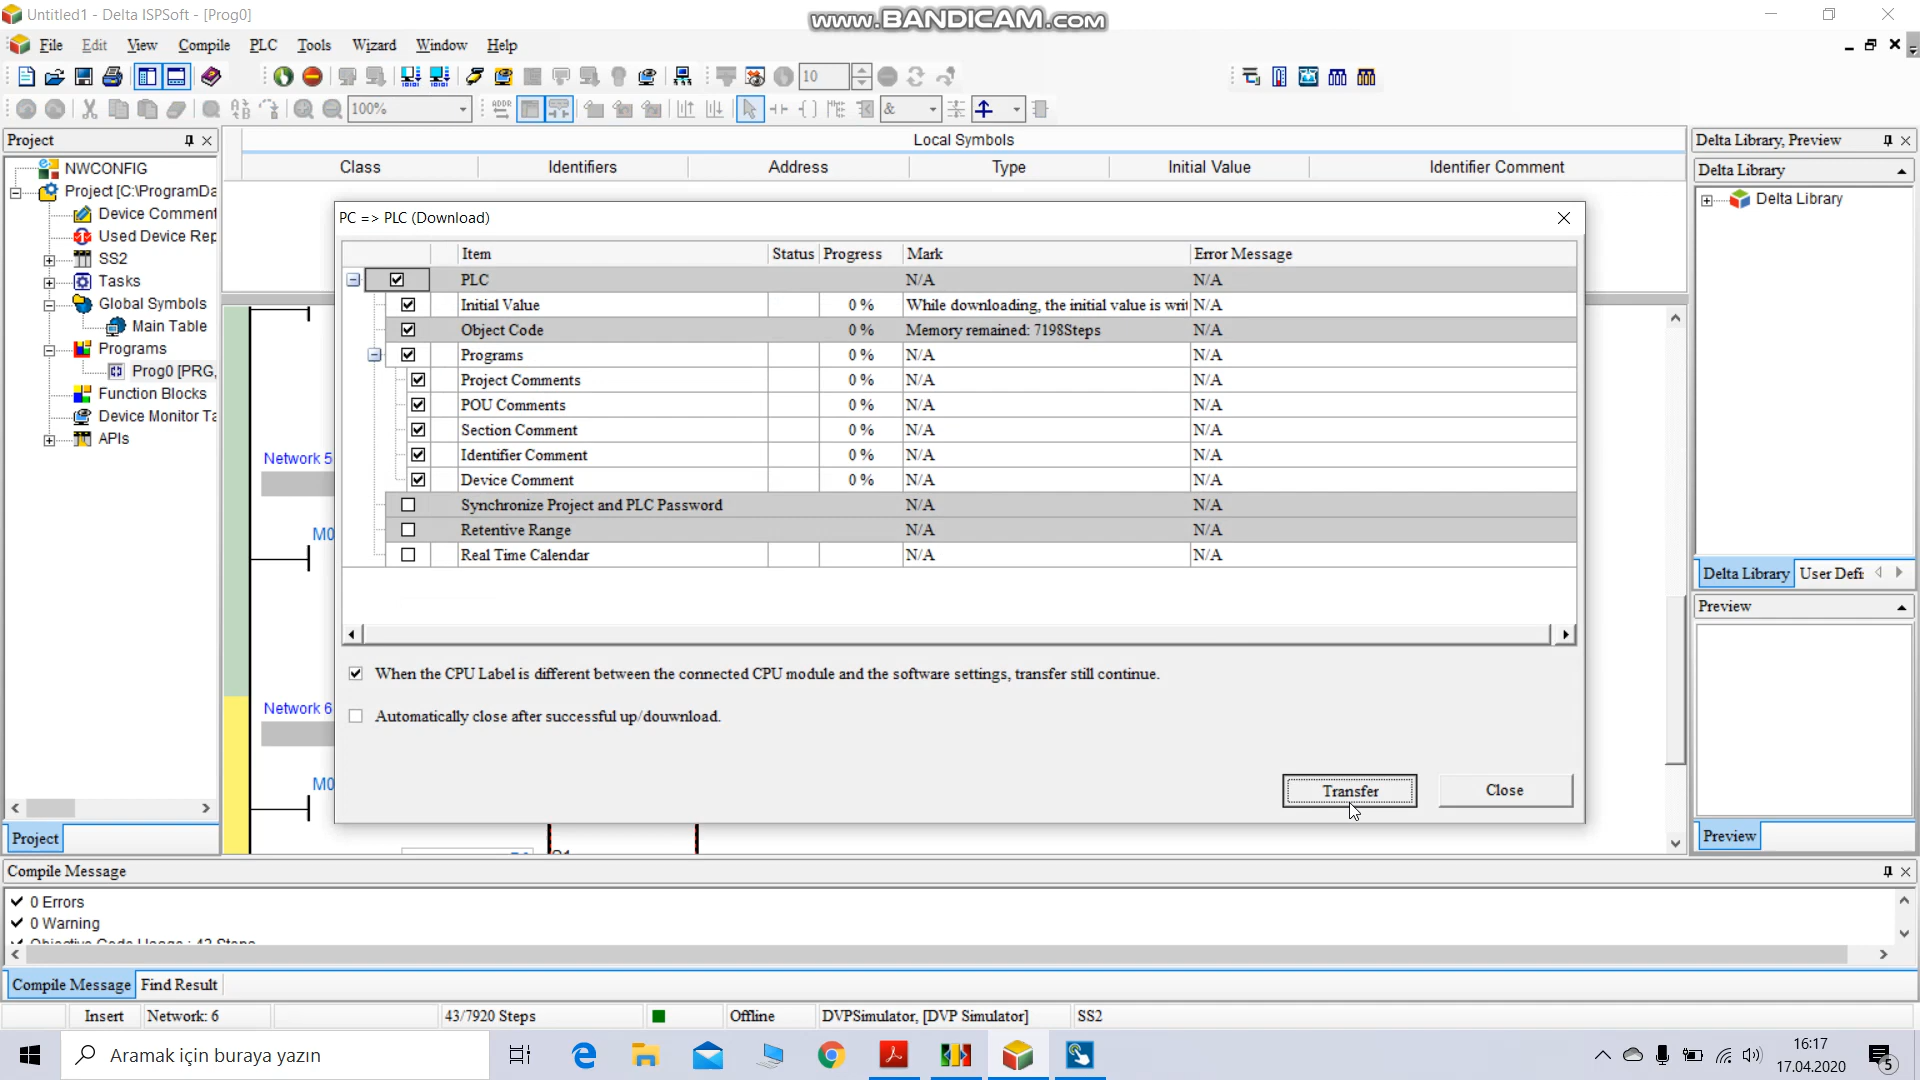 Untitled1 - Delta ISPSoft - [Prog0]
www.BANDICAM.com
File Edit View Compile PLC Tools Wizard Window Help
10
100%
ADDR
&
Project
NWCONFIG
Project [C:\ProgramDa
Device Comment
Used Device Rep
SS2
Tasks
Global Symbols
Main Table
Programs
Prog0 [PRG,
Function Blocks
Device Monitor Ta
APIs
Project
Local Symbols
Class Identifiers Address Type Initial Value Identifier Comment
Network 5
M0
Network 6
M0
PC => PLC (Download)
Item Status Progress Mark Error Message
PLC N/A N/A
Initial Value 0 % While downloading, the initial value is writ N/A
Object Code 0 % Memory remained: 7198Steps N/A
Programs 0 % N/A N/A
Project Comments 0 % N/A N/A
POU Comments 0 % N/A N/A
Section Comment 0 % N/A N/A
Identifier Comment 0 % N/A N/A
Device Comment 0 % N/A N/A
Synchronize Project and PLC Password N/A N/A
Retentive Range N/A N/A
Real Time Calendar N/A N/A
When the CPU Label is different between the connected CPU module and the software settings, transfer still continue.
Automatically close after successful up/douwnload.
Transfer Close
Delta Library, Preview
Delta Library
Delta Library
Delta Library User Defi
Preview
Preview
Compile Message
0 Errors
0 Warning
Objective Code Usage : 42 Steps
Compile Message Find Result
Insert Network: 6 43/7920 Steps Offline DVPSimulator, [DVP Simulator] SS2
Aramak için buraya yazın
16:17
17.04.2020
5